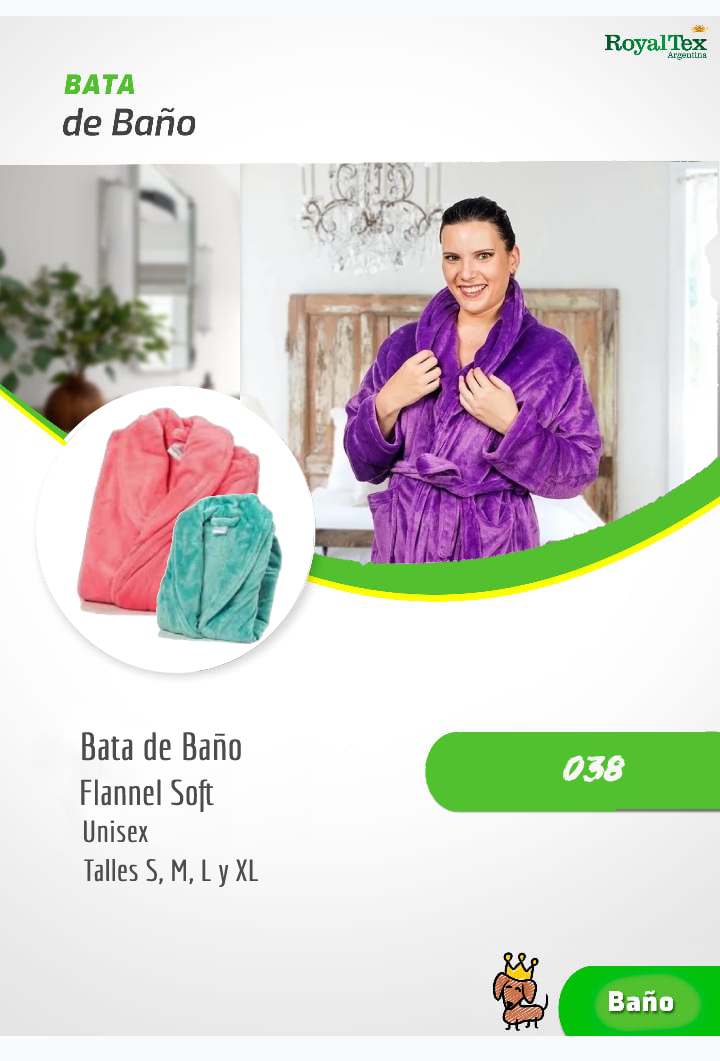 RoyalTex
Argentina
BATA
de Baño
Bata de Baño
Flannel Soft
Unisex
Talles S, M, L y XL
038
Baño